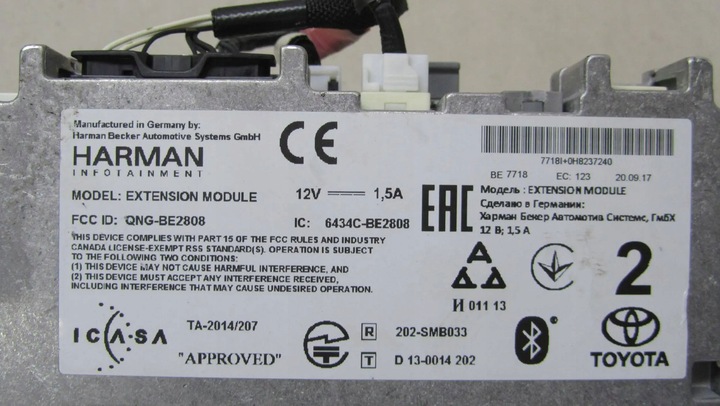 Manufactured in Germany by:
Harman Becker Automotive Systems GmbH
HARMAN
INFOTAINMENT
MODEL: EXTENSION MODULE
12V 1,5A
FCC ID: QNG-BE2808
IC: 6434C-BE2808
THIS DEVICE COMPLIES WITH PART 15 OF THE FCC RULES AND INDUSTRY
CANADA LICENSE-EXEMPT RSS STANDARD(S). OPERATION IS SUBJECT
TO THE FOLLOWING TWO CONDITIONS:
(1) THIS DEVICE MAY NOT CAUSE HARMFUL INTERFERENCE, AND
(2) THIS DEVICE MUST ACCEPT ANY INTERFERENCE RECEIVED,
INCLUDING INTERFERENCE THAT MAY CAUSE UNDESIRED OPERATION.
CE
7718I+0H8237240
BE 7718 EC: 123 20.09.17
EAC
Модель : EXTENSION MODULE
Сделано в Германии:
Харман Бекер Автомотив Системс, ГмбХ
12 В; 1,5 А
И 011 13
2
ICASA
TA-2014/207
"APPROVED"
R 202-SMB033
T D 13-0014 202
TOYOTA